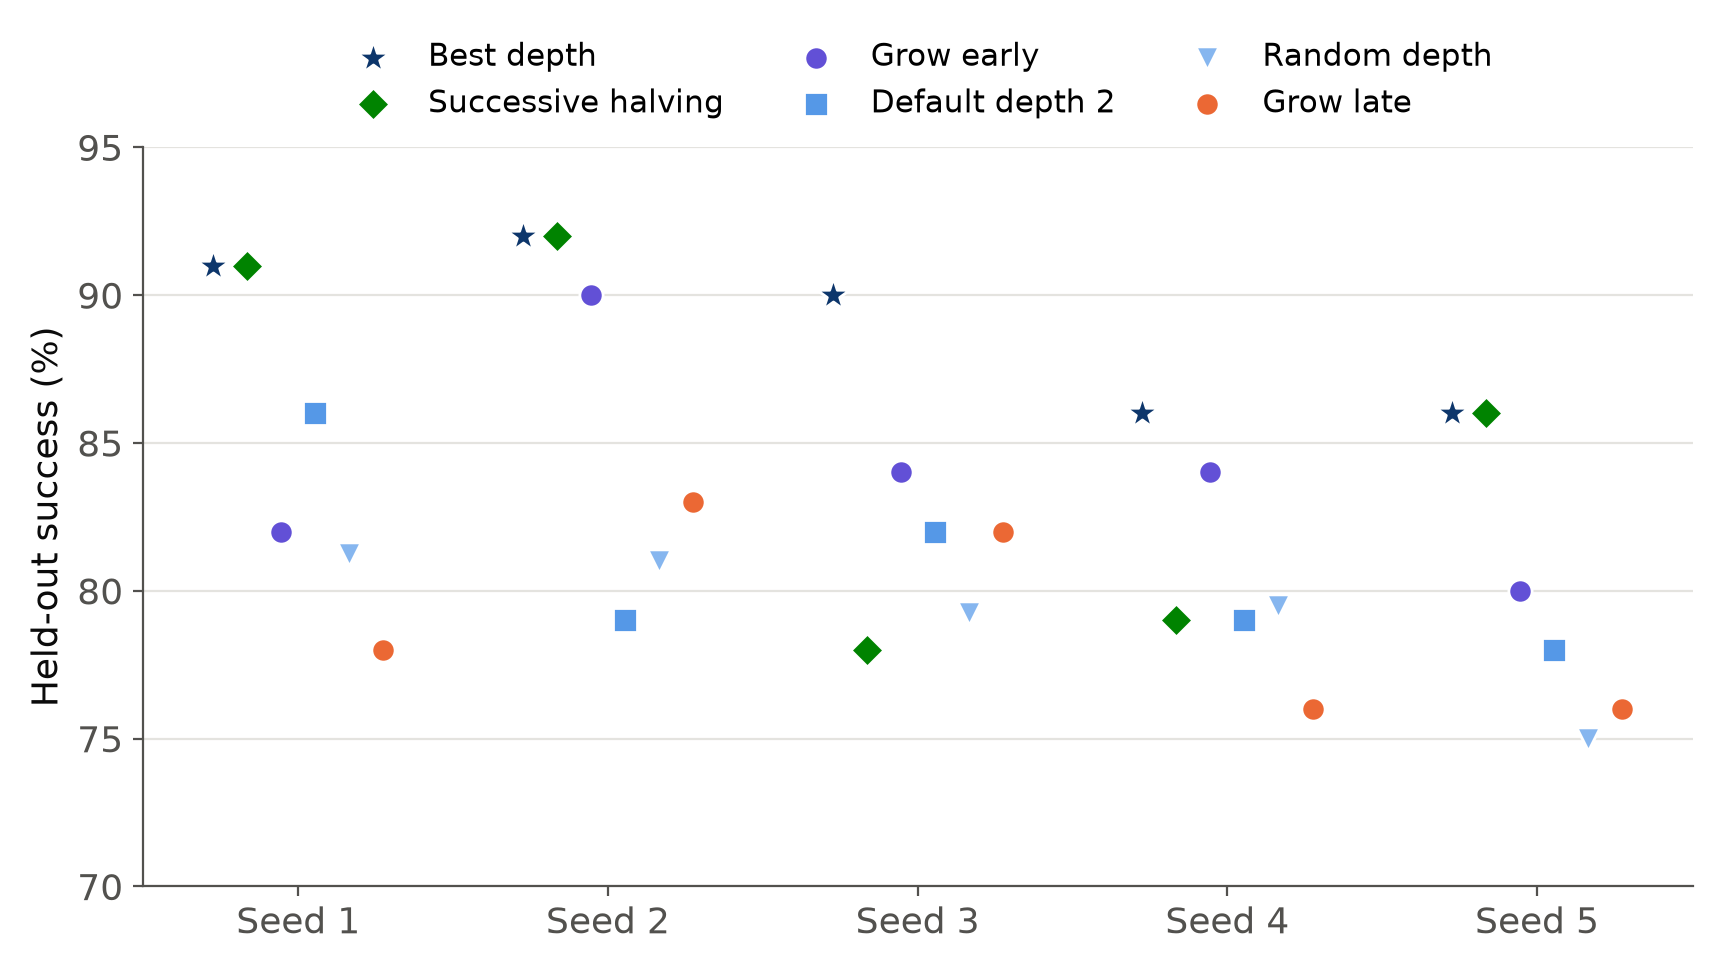 Best depth
Grow early
Random depth
Successive halving
Default depth 2
Grow late
95
90
85
80
75
70
Held-out success (%)
Seed 1
Seed 2
Seed 3
Seed 4
Seed 5